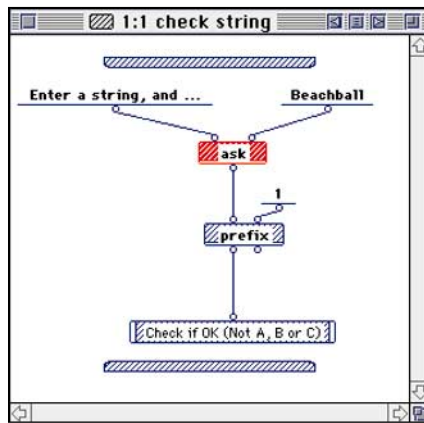 1:1 check string
Enter a string, and ...
Beachball
ask
1
prefix
Check if OK (Not A, B or C)